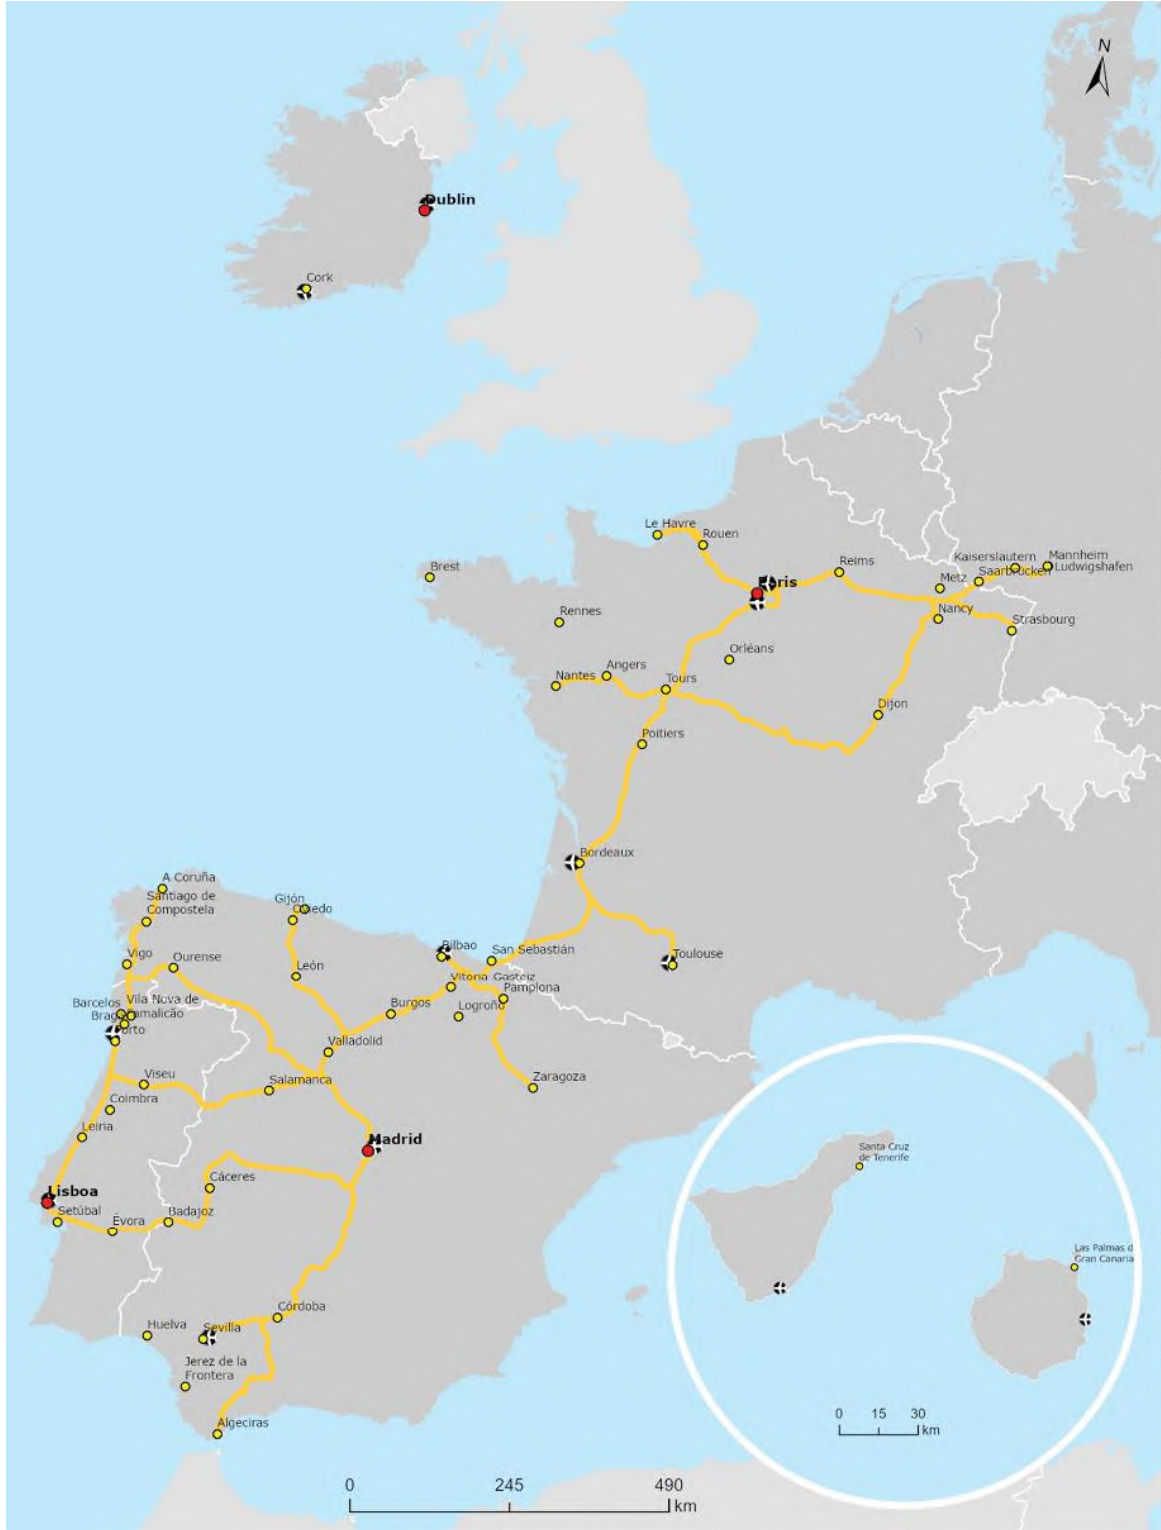 N
Dublin
Cork
Le Havre
Rouen
Brest
Reims
Kaiserslautern
Mannheim
Ludwigshafen
Saarbrücken
Metz
Paris
Rennes
Nancy
Strasbourg
Orléans
Angers
Nantes
Tours
Dijon
Poitiers
Bordeaux
A Coruña
Santiago de
Compostela
Gijón
Oviedo
Bilbao
San Sebastián
Toulouse
Vigo
Ourense
León
Vitoria-Gasteiz
Pamplona
Barcelos
Vila Nova de
Famalicão
Braga
Burgos
Logroño
Porto
Valladolid
Viseu
Salamanca
Zaragoza
Coimbra
Leiria
Madrid
Santa Cruz
de Tenerife
Cáceres
Lisboa
Setúbal
Évora
Badajoz
Las Palmas d
Gran Canaria
Córdoba
Huelva
Sevilla
Jerez de la
Frontera
Algeciras
0 15 30
km
0 245 490
km